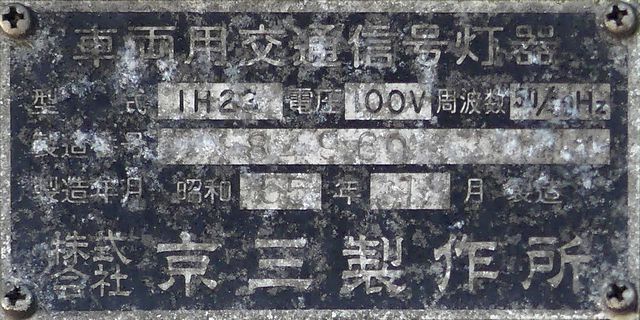 車両用交通信号灯器
型式 1H22 電圧 100V 周波数 50/60Hz
製造番号
製造年月 昭和 年 月 製造
株式会社 京三製作所